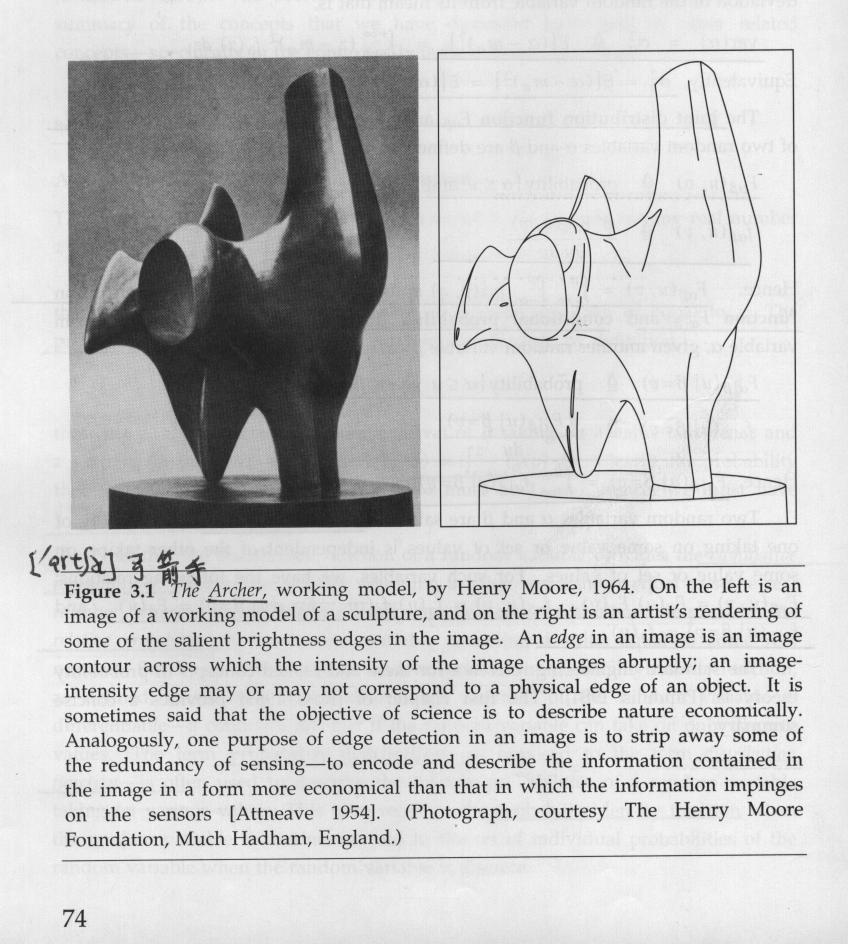 ['artʃɚ] 弓箭手
Figure 3.1 The Archer, working model, by Henry Moore, 1964. On the left is an
image of a working model of a sculpture, and on the right is an artist's rendering of
some of the salient brightness edges in the image. An edge in an image is an image
contour across which the intensity of the image changes abruptly; an image-
intensity edge may or may not correspond to a physical edge of an object. It is
sometimes said that the objective of science is to describe nature economically.
Analogously, one purpose of edge detection in an image is to strip away some of
the redundancy of sensing—to encode and describe the information contained in
the image in a form more economical than that in which the information impinges
on the sensors [Attneave 1954]. (Photograph, courtesy The Henry Moore
Foundation, Much Hadham, England.)
74